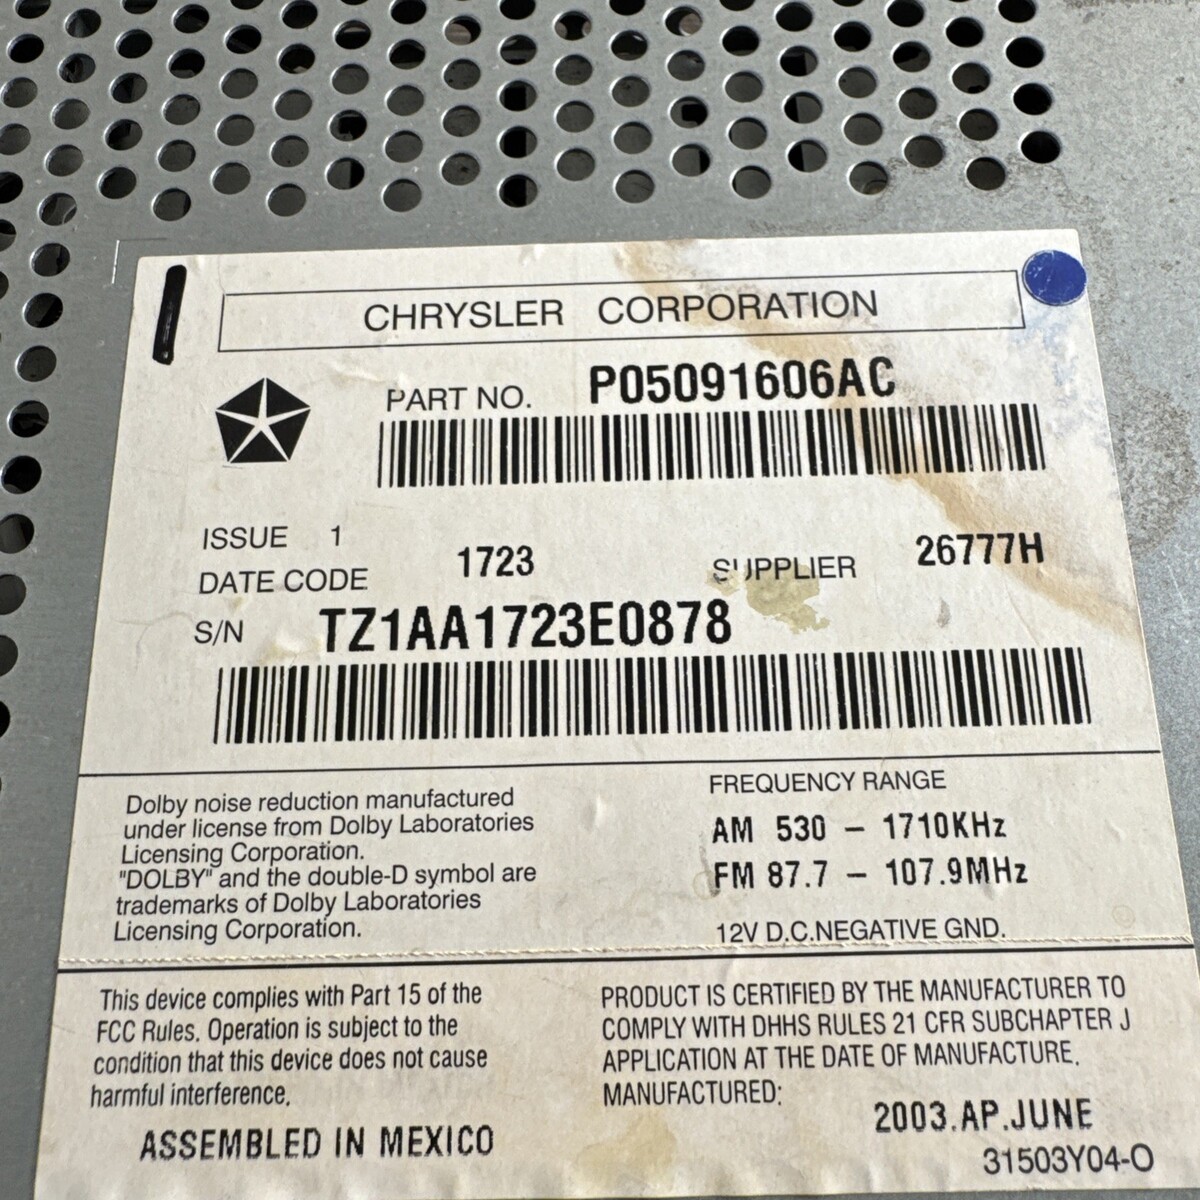 CHRYSLER CORPORATION
PART NO. P05091606AC
ISSUE 1
DATE CODE 1723 SUPPLIER 26777H
S/N TZ1AA1723E0878
Dolby noise reduction manufactured
under license from Dolby Laboratories
Licensing Corporation.
"DOLBY" and the double-D symbol are
trademarks of Dolby Laboratories
Licensing Corporation.
FREQUENCY RANGE
AM 530 – 1710KHz
FM 87.7 – 107.9MHz
12V D.C.NEGATIVE GND.
This device complies with Part 15 of the
FCC Rules. Operation is subject to the
condition that this device does not cause
harmful interference.
ASSEMBLED IN MEXICO
PRODUCT IS CERTIFIED BY THE MANUFACTURER TO
COMPLY WITH DHHS RULES 21 CFR SUBCHAPTER J
APPLICATION AT THE DATE OF MANUFACTURE.
MANUFACTURED:
2003.AP.JUNE
31503Y04-O